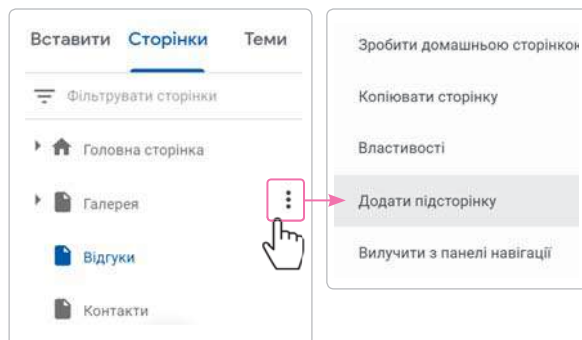 Вставити Сторінки Теми
Фільтрувати сторінки
Головна сторінка
Галерея
Відгуки
Контакти
Зробити домашньою сторінкою
Копіювати сторінку
Властивості
Додати підсторінку
Вилучити з панелі навігації